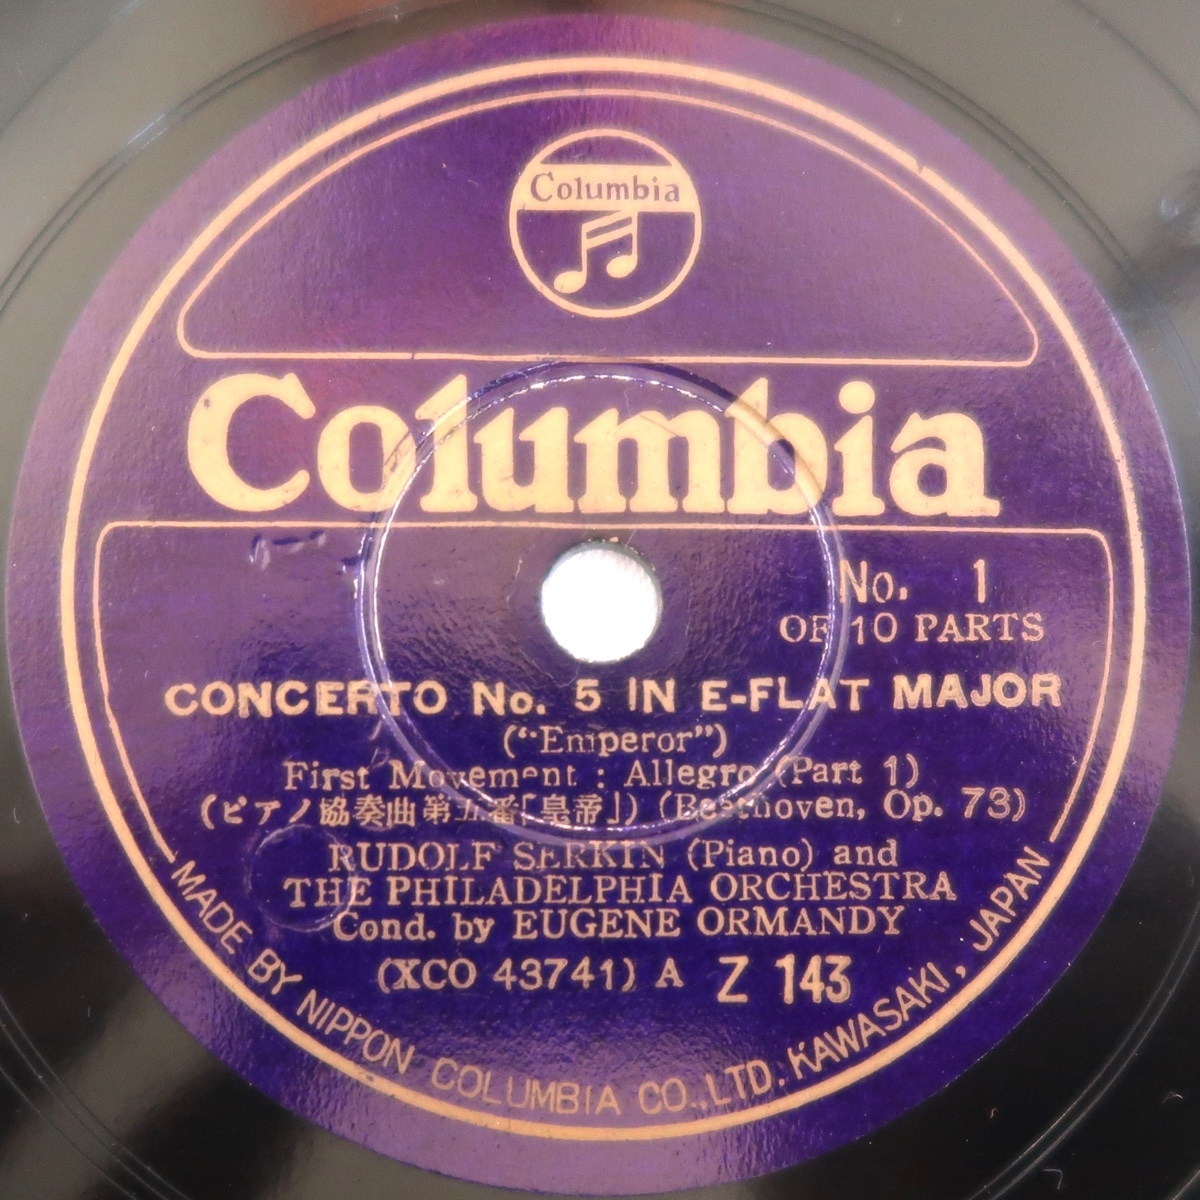 Columbia
Columbia
No. 1
OF 10 PARTS
CONCERTO No. 5 IN E-FLAT MAJOR
("Emperor")
First Movement : Allegro (Part 1)
(ピアノ協奏曲第五番「皇帝」) (Beethoven, Op. 73)
RUDOLF SERKIN (Piano) and
THE PHILADELPHIA ORCHESTRA
Cond. by EUGENE ORMANDY
(XCO 43741) A Z 143
MADE BY NIPPON COLUMBIA CO., LTD. KAWASAKI, JAPAN